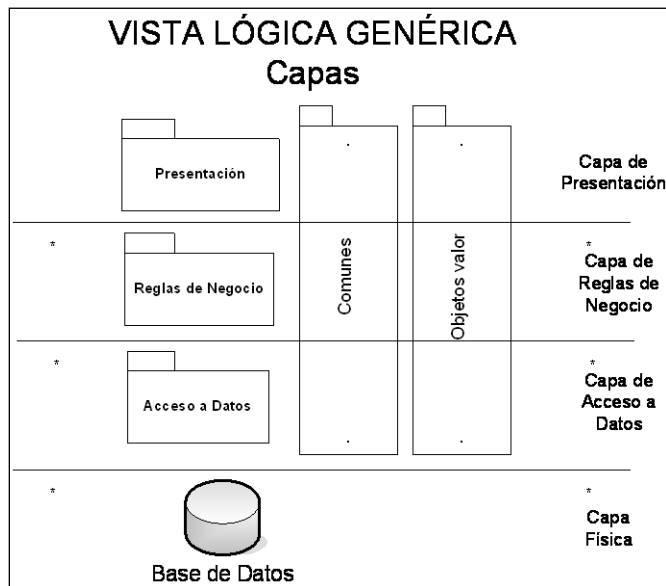 VISTA LÓGICA GENÉRICA
Capas
Presentación
Capa de
Presentación
*
*
Reglas de Negocio
Comunes
Objetos valor
Capa de
Reglas de
Negocio
*
*
Acceso a Datos
Capa de
Acceso a
Datos
*
*
Capa
Física
Base de Datos